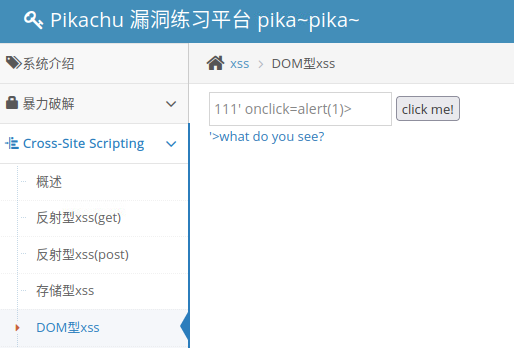 Pikachu 漏洞练习平台 pika~pika~
系统介绍
暴力破解
Cross-Site Scripting
概述
反射型xss(get)
反射型xss(post)
存储型xss
DOM型xss
xss > DOM型xss
111' onclick=alert(1)> click me!
'>what do you see?